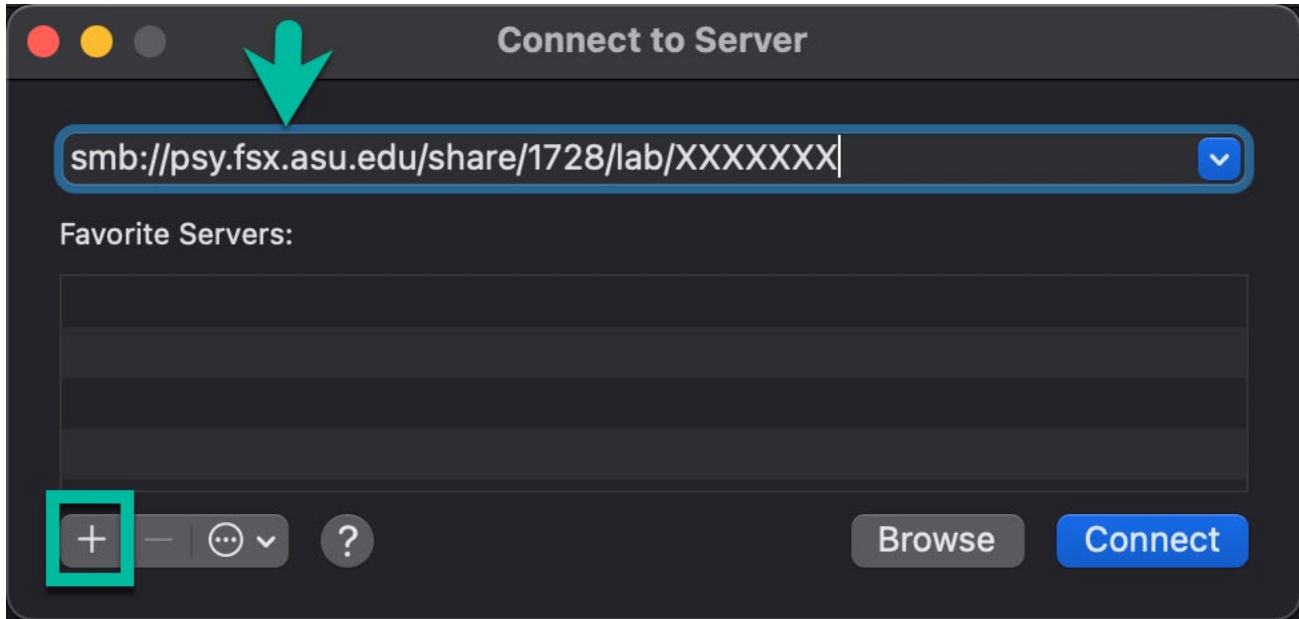 Connect to Server
smb://psy.fsx.asu.edu/share/1728/lab/XXXXXXX
Favorite Servers:
+ − ?
Browse
Connect